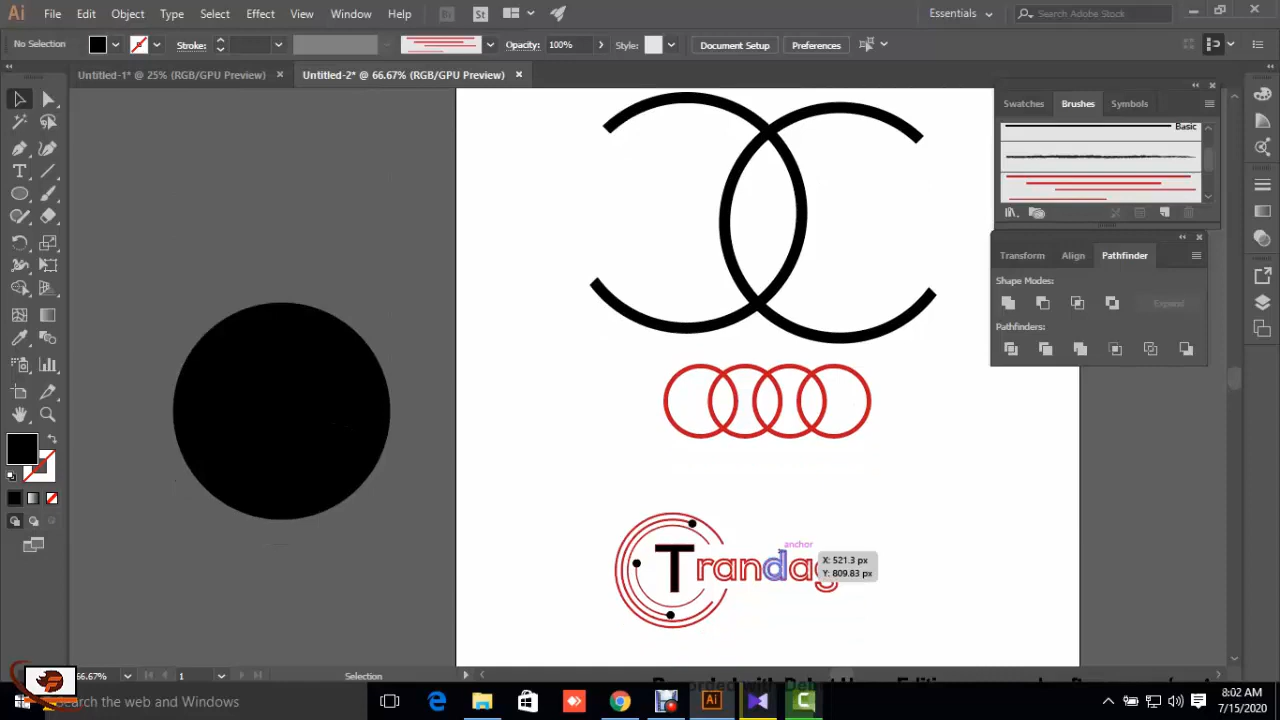 Ai File Edit Object Type Select Effect View Window Help Br St Essentials Search Adobe Stock
No Selection Stroke: Opacity: 100% Style: Document Setup Preferences
Untitled-1* @ 25% (RGB/GPU Preview) × Untitled-2* @ 66.67% (RGB/GPU Preview) ×
Swatches Brushes Symbols
Basic
Transform Align Pathfinder
Shape Modes:
Expand
Pathfinders:
anchor
X: 521.3 px
Y: 809.83 px
Trandag
66.67% 1 Selection
Search the web and Windows
Ai
8:02 AM
7/15/2020